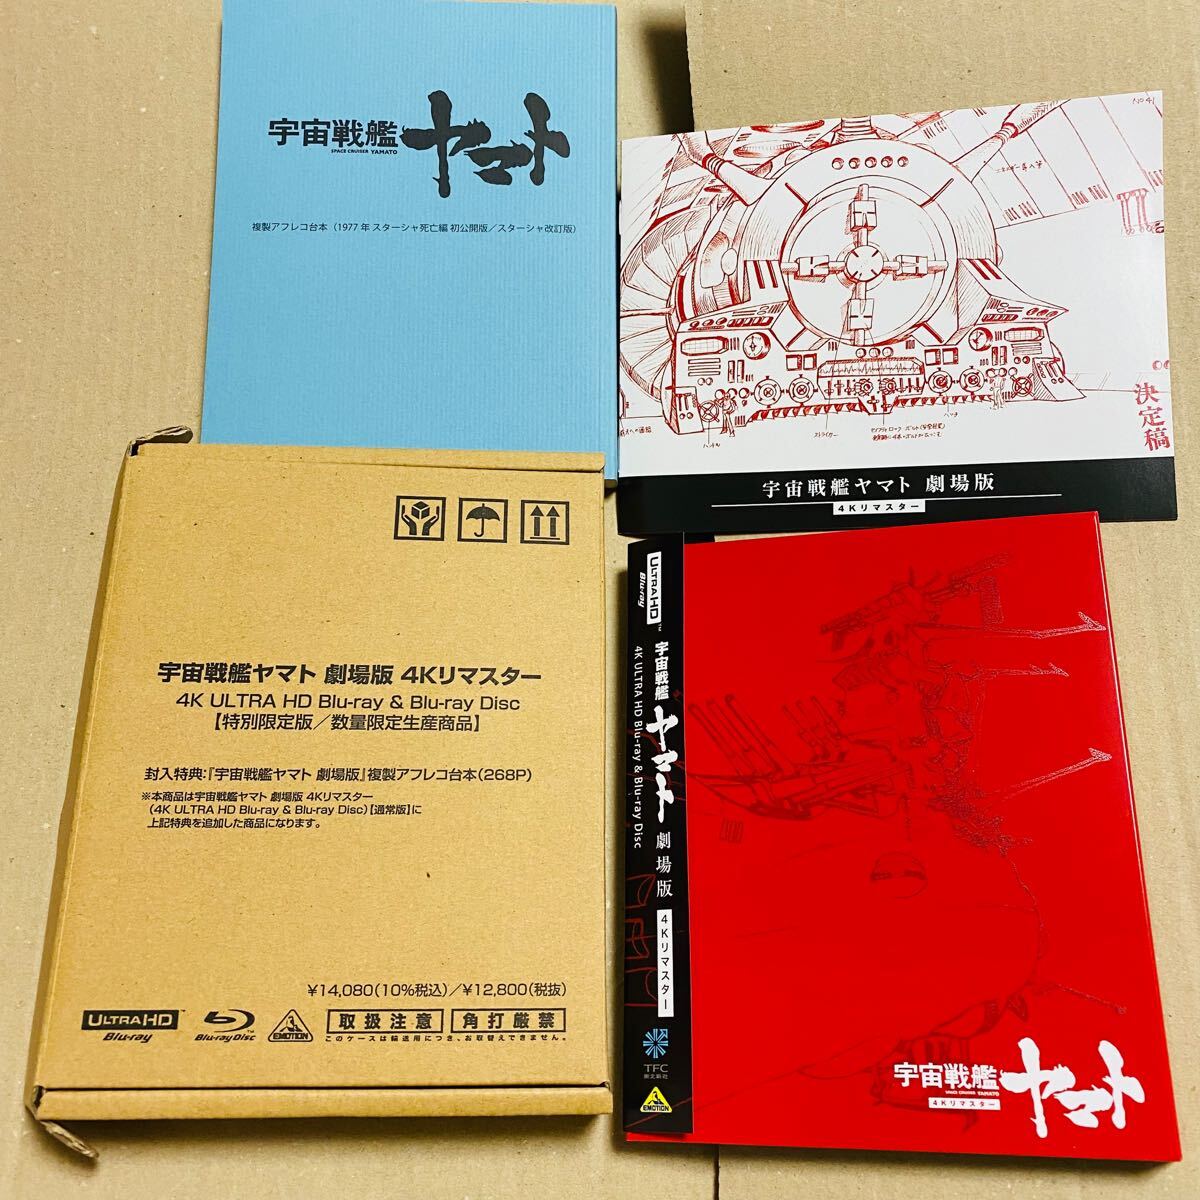 宇宙戦艦ヤマト
SPACE CRUISER YAMATO
複製アフレコ台本（1977年 スターシャ死亡編 初公開版／スターシャ改訂版）
No 41
決定稿
ストライカー
宇宙戦艦ヤマト 劇場版
4Kリマスター
宇宙戦艦ヤマト 劇場版 4Kリマスター
4K ULTRA HD Blu-ray & Blu-ray Disc
【特別限定版／数量限定生産商品】
封入特典:『宇宙戦艦ヤマト 劇場版』複製アフレコ台本(268P)
※本商品は宇宙戦艦ヤマト 劇場版 4Kリマスター
(4K ULTRA HD Blu-ray & Blu-ray Disc)【通常版】に
上記特典を追加した商品になります。
¥14,080(10%税込)／¥12,800(税抜)
ULTRA HD Blu-ray
Blu-ray Disc
EMOTION
取扱注意
角打厳禁
このケースは輸送用につき、お取替えできません。
ULTRA HD Blu-ray
宇宙戦艦ヤマト 劇場版 4Kリマスター
4K ULTRA HD Blu-ray & Blu-ray Disc
TFC
東北新社
EMOTION
宇宙戦艦ヤマト
SPACE CRUISER YAMATO
4Kリマスター